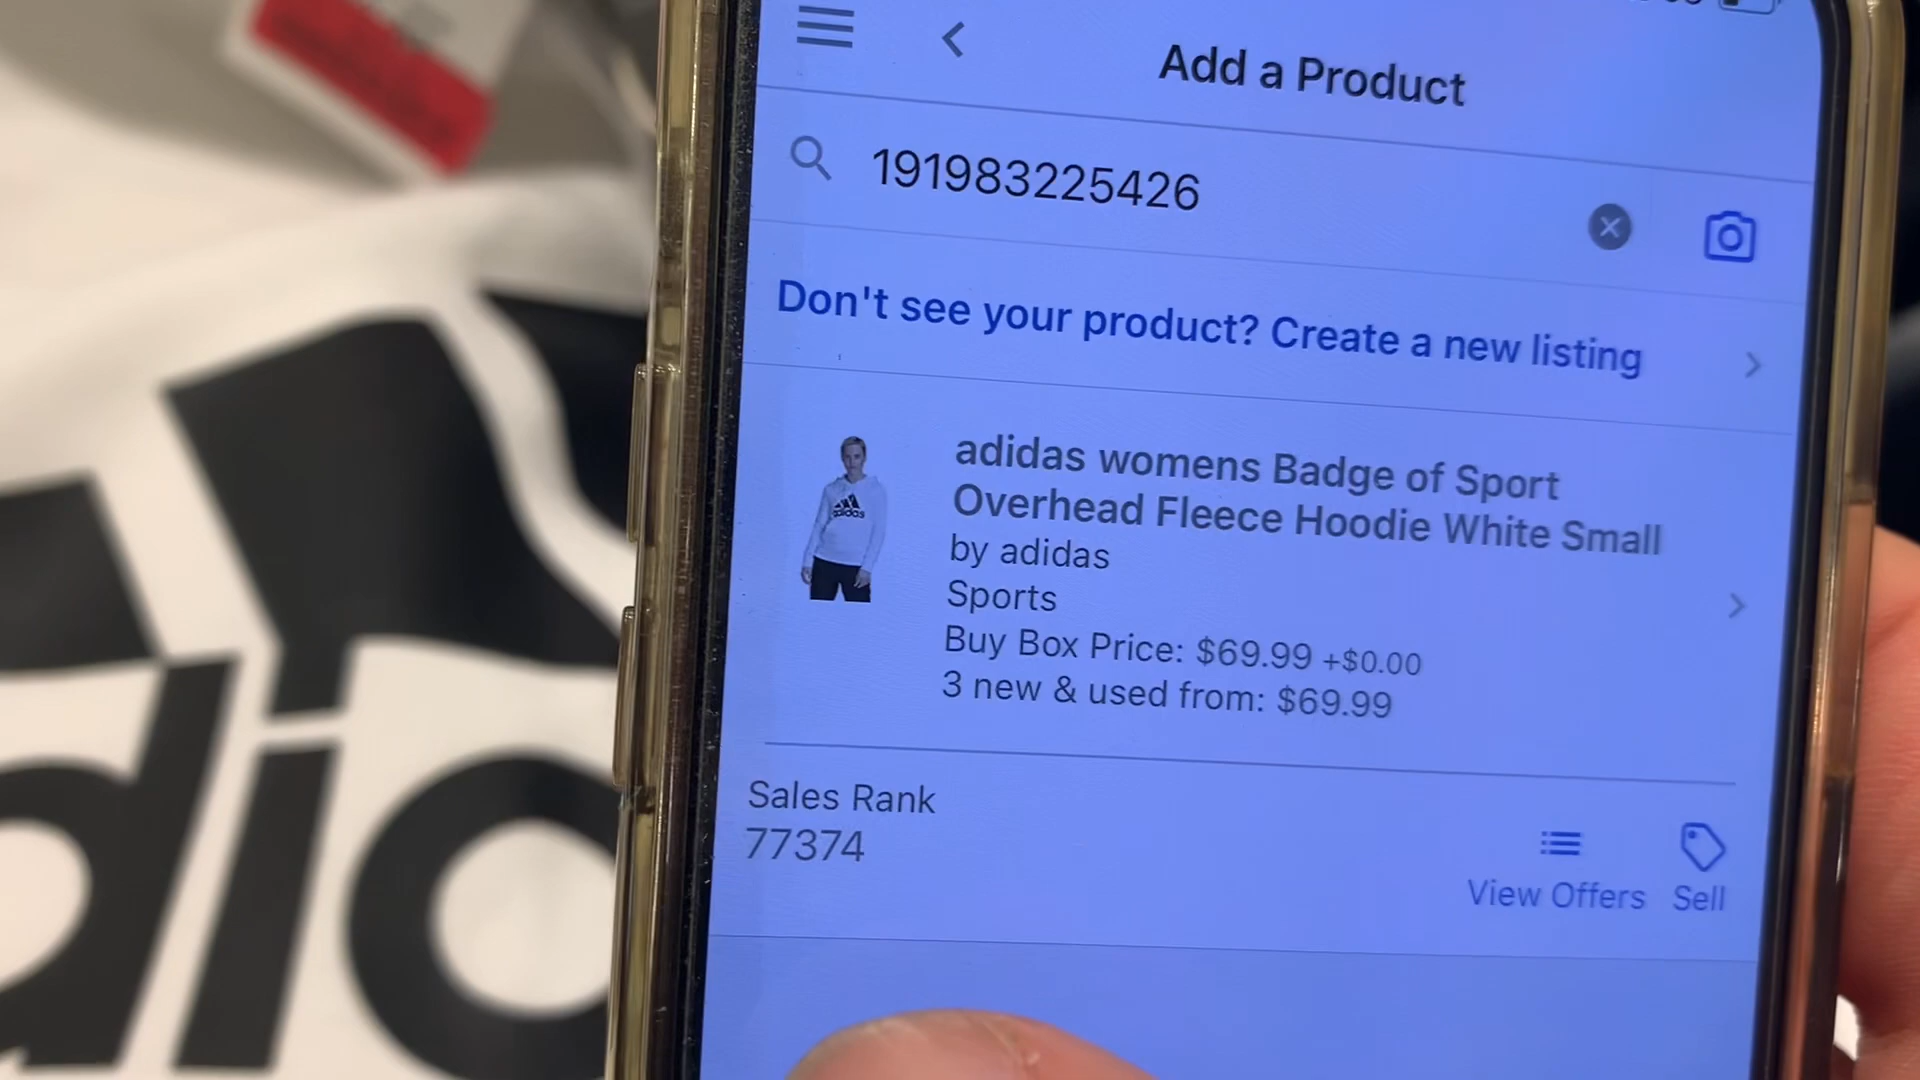 Add a Product
191983225426
Don't see your product? Create a new listing
adidas womens Badge of Sport
Overhead Fleece Hoodie White Small
by adidas
Sports
Buy Box Price: $69.99 +$0.00
3 new & used from: $69.99
Sales Rank
77374
View Offers
Sell
adidas